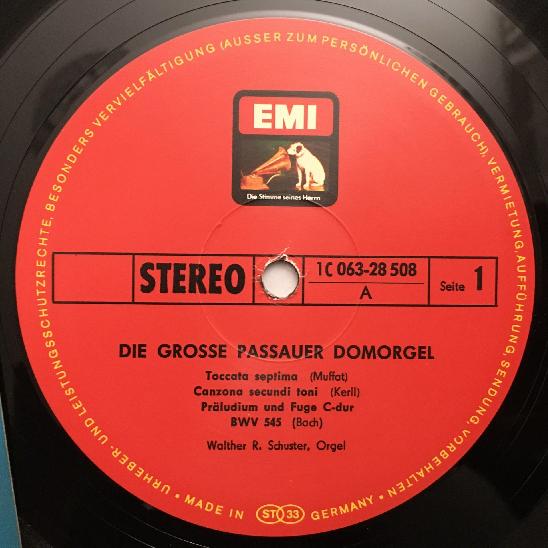 URHEBER- UND LEISTUNGSSCHUTZRECHTE, BESONDERS VERVIELFÄLTIGUNG (AUSSER ZUM PERSÖNLICHEN GEBRAUCH), VERMIETUNG, AUFFÜHRUNG, SENDUNG, VORBEHALTEN
EMI
Die Stimme seines Herrn
STEREO
1C 063-28 508
A
Seite 1
DIE GROSSE PASSAUER DOMORGEL
Toccata septima (Muffat)
Canzona secundi toni (Kerll)
Präludium und Fuge C-dur
BWV 545 (Bach)
Walther R. Schuster, Orgel
• MADE IN ST 33 GERMANY •